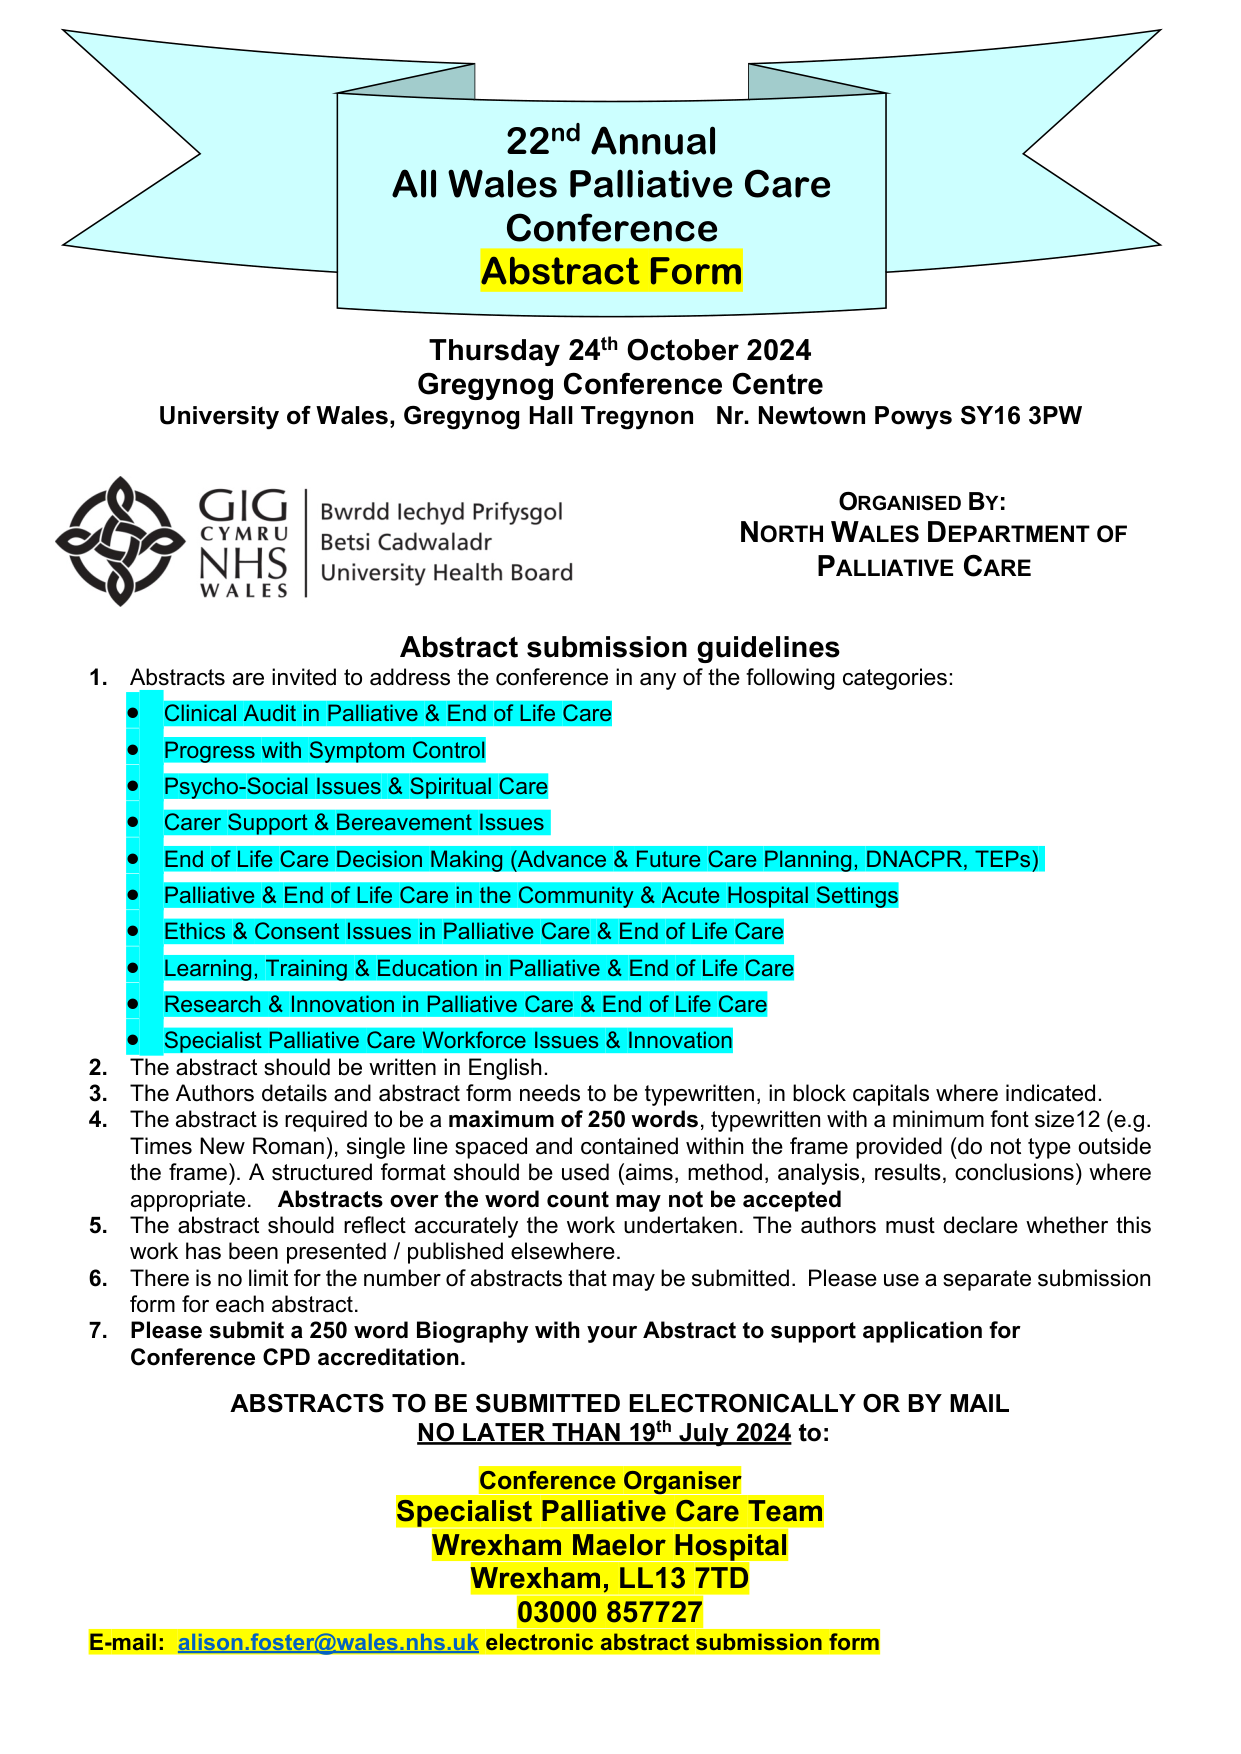 22nd Annual
All Wales Palliative Care
Conference
Abstract Form
Thursday 24th October 2024
Gregynog Conference Centre
University of Wales, Gregynog Hall Tregynon   Nr. Newtown Powys SY16 3PW
GIG
CYMRU
NHS
WALES
Bwrdd Iechyd Prifysgol
Betsi Cadwaladr
University Health Board
ORGANISED BY:
NORTH WALES DEPARTMENT OF
PALLIATIVE CARE
Abstract submission guidelines
1. Abstracts are invited to address the conference in any of the following categories:
• Clinical Audit in Palliative & End of Life Care
• Progress with Symptom Control
• Psycho-Social Issues & Spiritual Care
• Carer Support & Bereavement Issues
• End of Life Care Decision Making (Advance & Future Care Planning, DNACPR, TEPs)
• Palliative & End of Life Care in the Community & Acute Hospital Settings
• Ethics & Consent Issues in Palliative Care & End of Life Care
• Learning, Training & Education in Palliative & End of Life Care
• Research & Innovation in Palliative Care & End of Life Care
• Specialist Palliative Care Workforce Issues & Innovation
2. The abstract should be written in English.
3. The Authors details and abstract form needs to be typewritten, in block capitals where indicated.
4. The abstract is required to be a maximum of 250 words, typewritten with a minimum font size12 (e.g.
Times New Roman), single line spaced and contained within the frame provided (do not type outside
the frame). A structured format should be used (aims, method, analysis, results, conclusions) where
appropriate.   Abstracts over the word count may not be accepted
5. The abstract should reflect accurately the work undertaken. The authors must declare whether this
work has been presented / published elsewhere.
6. There is no limit for the number of abstracts that may be submitted.  Please use a separate submission
form for each abstract.
7. Please submit a 250 word Biography with your Abstract to support application for
Conference CPD accreditation.
ABSTRACTS TO BE SUBMITTED ELECTRONICALLY OR BY MAIL
NO LATER THAN 19th July 2024 to:
Conference Organiser
Specialist Palliative Care Team
Wrexham Maelor Hospital
Wrexham, LL13 7TD
03000 857727
E-mail:  alison.foster@wales.nhs.uk electronic abstract submission form